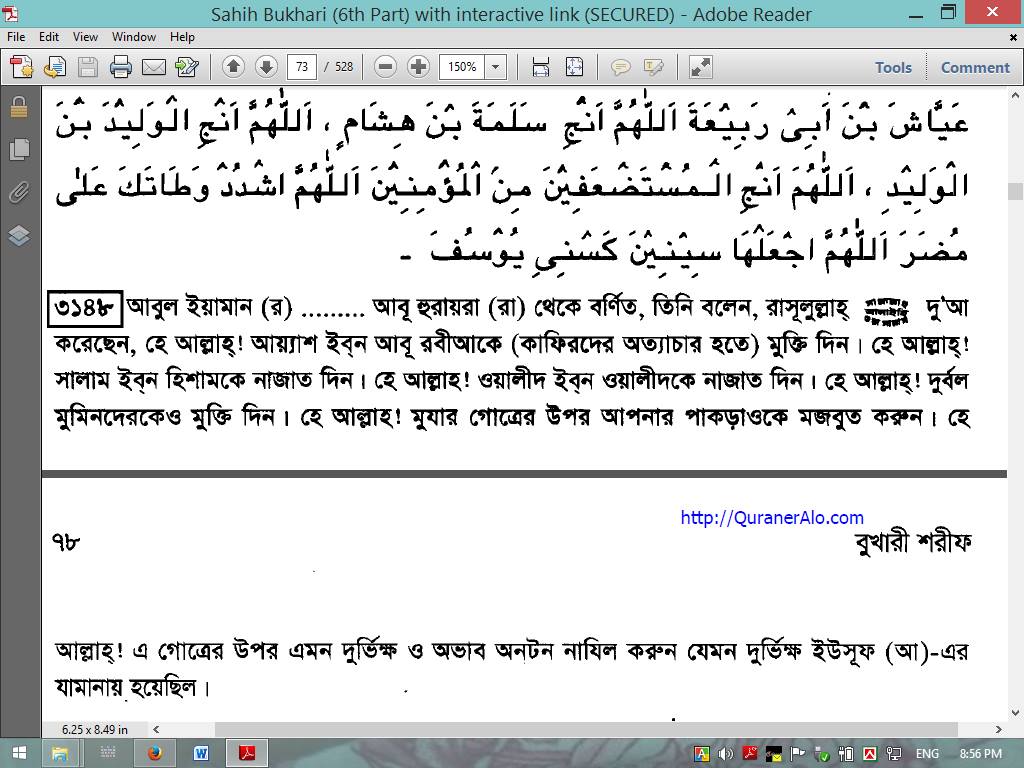 Sahih Bukhari (6th Part) with interactive link (SECURED) - Adobe Reader
File Edit View Window Help
73 / 528 150% Tools Comment
عَيَّاشَ بْنَ اَبِىْ رَبِيْعَةَ اَللّٰهُمَّ اَنْجِ سَلَمَةَ بْنَ هِشَامٍ ، اَللّٰهُمَّ اَنْجِ الْوَلِيْدَ بْنَ
الْوَلِيْدِ ، اَللّٰهُمَّ اَنْجِ الْمُسْتَضْعَفِيْنَ مِنَ الْمُؤْمِنِيْنَ اَللّٰهُمَّ اشْدُدْ وَطَاتَكَ عَلٰى
مُضَرَ اَللّٰهُمَّ اجْعَلْهَا سِيْنِيْنَ كَسْنِىِ يُوْسُفَ ـ
৩১৪৮ আবুল ইয়ামান (র) ......... আবূ হুরায়রা (রা) থেকে বর্ণিত, তিনি বলেন, রাসূলুল্লাহ্ দু'আ
করেছেন, হে আল্লাহ্! আয়্যাশ ইব্‌ন আবূ রবীআকে (কাফিরদের অত্যাচার হতে) মুক্তি দিন। হে আল্লাহ্!
সালাম ইব্‌ন হিশামকে নাজাত দিন। হে আল্লাহ্! ওয়ালীদ ইব্‌ন ওয়ালীদকে নাজাত দিন। হে আল্লাহ্! দুর্বল
মুমিনদেরকেও মুক্তি দিন। হে আল্লাহ্! মুযার গোত্রের উপর আপনার পাকড়াওকে মজবুত করুন। হে
http://QuranerAlo.com
৭৮ বুখারী শরীফ
আল্লাহ্! এ গোত্রের উপর এমন দুর্ভিক্ষ ও অভাব অনটন নাযিল করুন যেমন দুর্ভিক্ষ ইউসূফ (আ)-এর
যামানায় হয়েছিল।
6.25 x 8.49 in
ENG 8:56 PM